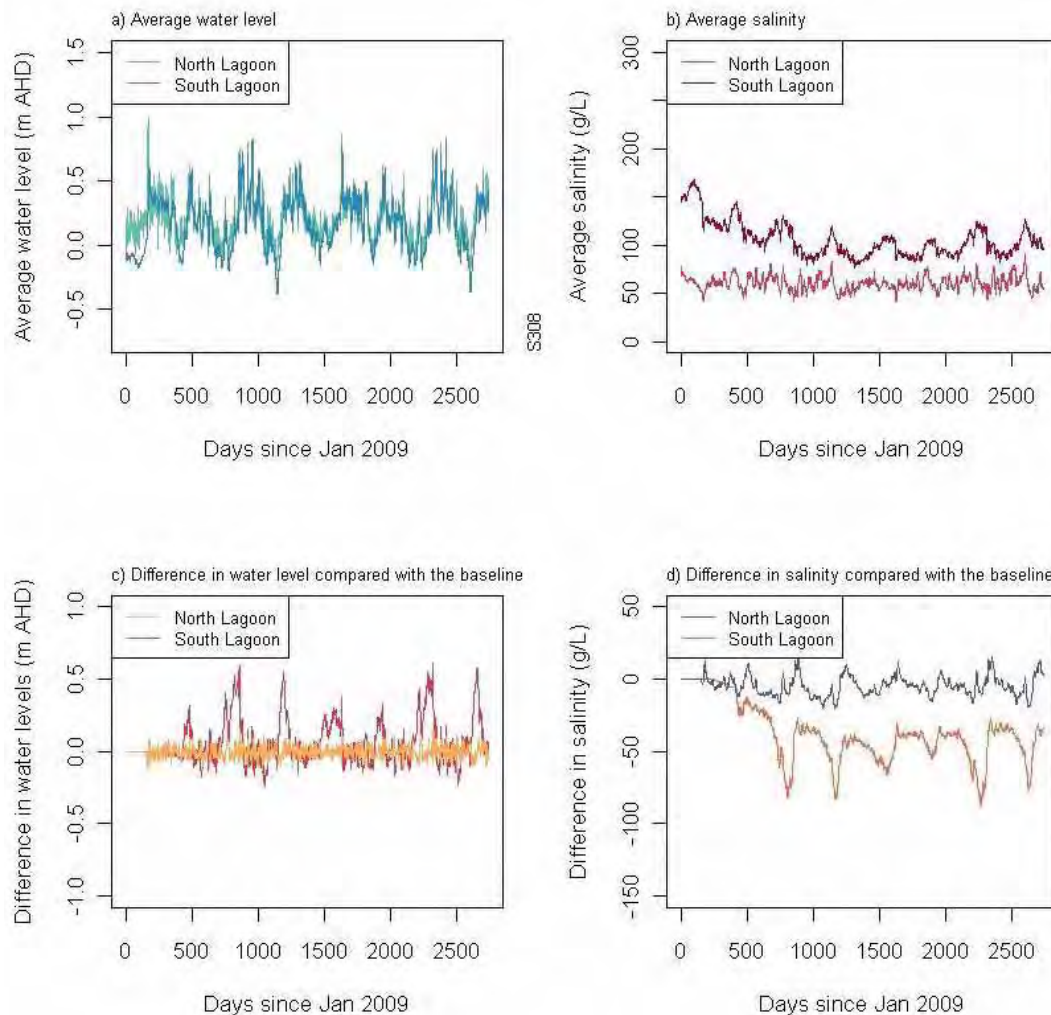 a) Average water level
North Lagoon
South Lagoon
Average water level (m AHD)
1.5
1.0
0.5
0.0
-0.5
0 500 1000 1500 2000 2500
Days since Jan 2009
S308
b) Average salinity
North Lagoon
South Lagoon
Average salinity (g/L)
300
200
100
50
0
0 500 1000 1500 2000 2500
Days since Jan 2009
c) Difference in water level compared with the baseline
North Lagoon
South Lagoon
Difference in water levels (m AHD)
1.0
0.5
0.0
-0.5
-1.0
0 500 1000 1500 2000 2500
Days since Jan 2009
d) Difference in salinity compared with the baseline
North Lagoon
South Lagoon
Difference in salinity (g/L)
50
0
-50
-100
-150
0 500 1000 1500 2000 2500
Days since Jan 2009